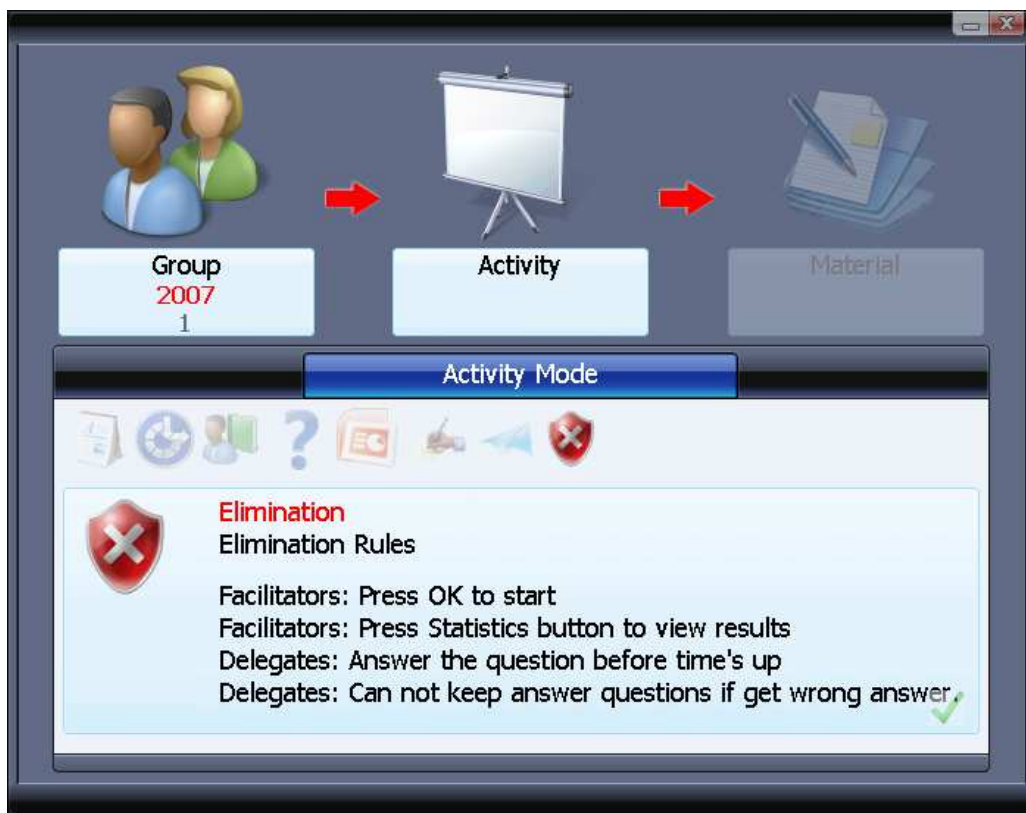 Group
2007
1
Activity
Material
Activity Mode
Elimination
Elimination Rules
Facilitators: Press OK to start
Facilitators: Press Statistics button to view results
Delegates: Answer the question before time's up
Delegates: Can not keep answer questions if get wrong answer.